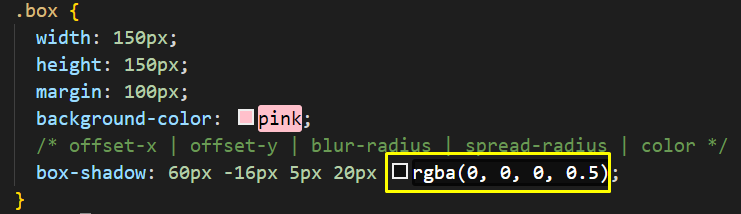 .box {
width: 150px;
height: 150px;
margin: 100px;
background-color: pink;
/* offset-x | offset-y | blur-radius | spread-radius | color */
box-shadow: 60px -16px 5px 20px rgba(0, 0, 0, 0.5);
}